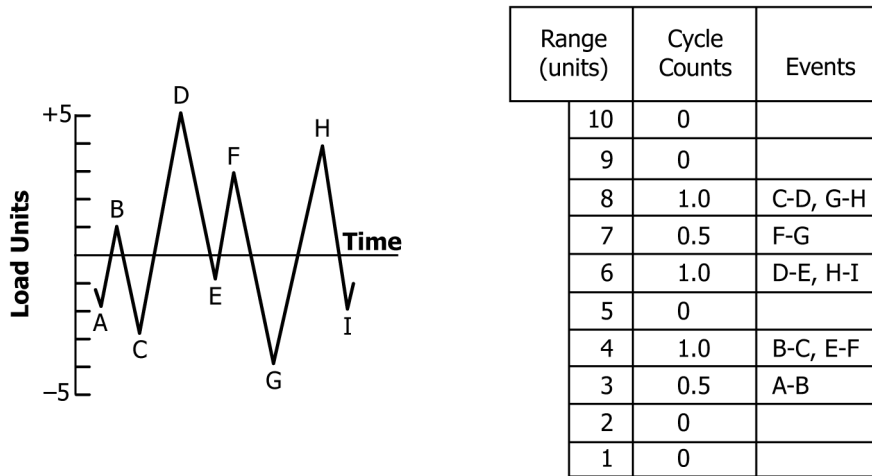 +5
D
H
F
B
Load Units
Time
E
A
I
C
G
−5
Range (units) Cycle Counts Events
10 0
9 0
8 1.0 C-D, G-H
7 0.5 F-G
6 1.0 D-E, H-I
5 0
4 1.0 B-C, E-F
3 0.5 A-B
2 0
1 0